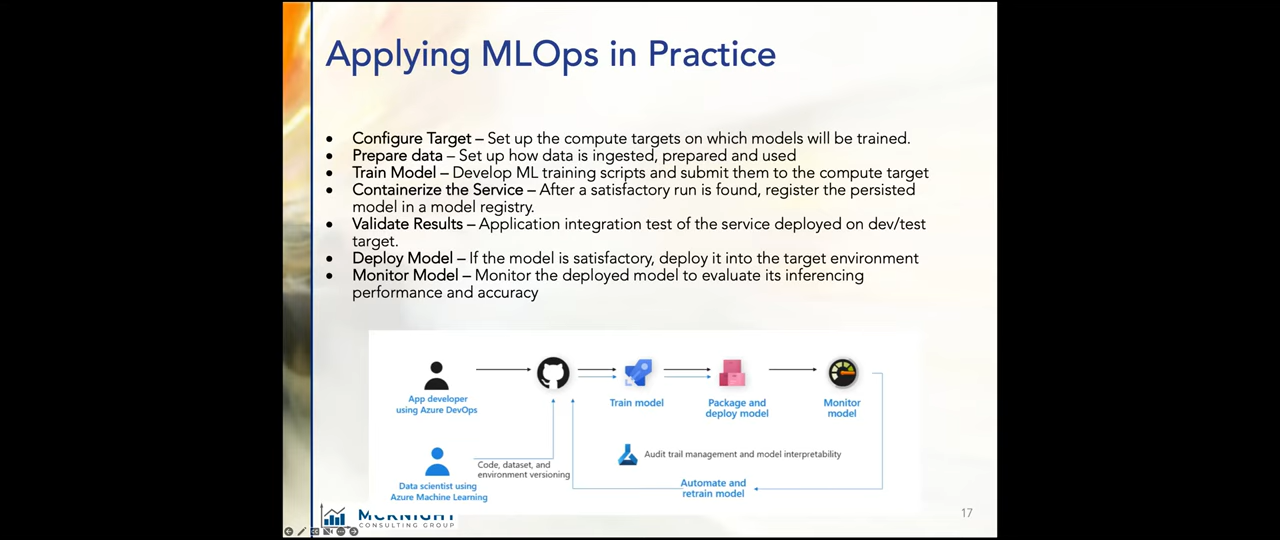 Applying MLOps in Practice
• Configure Target – Set up the compute targets on which models will be trained.
• Prepare data – Set up how data is ingested, prepared and used
• Train Model – Develop ML training scripts and submit them to the compute target
• Containerize the Service – After a satisfactory run is found, register the persisted
model in a model registry.
• Validate Results – Application integration test of the service deployed on dev/test
target.
• Deploy Model – If the model is satisfactory, deploy it into the target environment
• Monitor Model – Monitor the deployed model to evaluate its inferencing
performance and accuracy
App developer
using Azure DevOps
Train model
Package and
deploy model
Monitor
model
Code, dataset, and
environment versioning
Audit trail management and model interpretability
Data scientist using
Azure Machine Learning
Automate and
retrain model
MCKNIGHT
CONSULTING GROUP
17